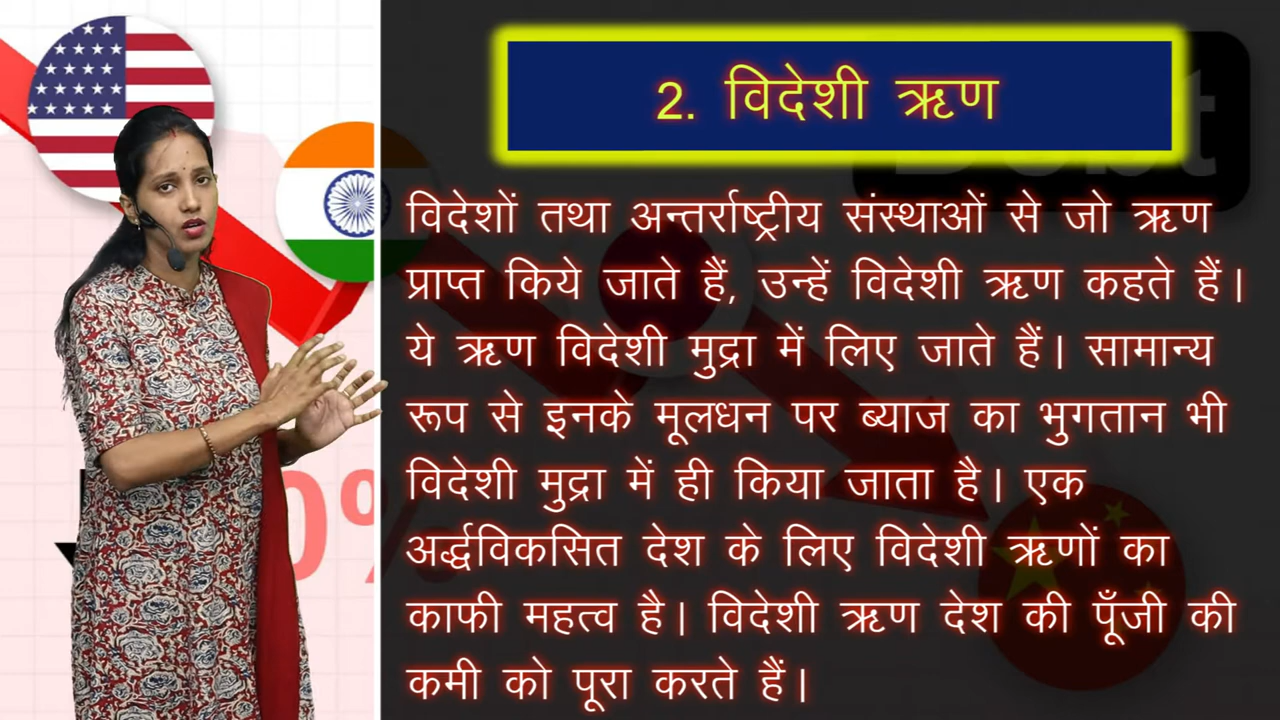 2. विदेशी ऋण
विदेशों तथा अन्तर्राष्ट्रीय संस्थाओं से जो ऋण
प्राप्त किये जाते हैं, उन्हें विदेशी ऋण कहते हैं।
ये ऋण विदेशी मुद्रा में लिए जाते हैं। सामान्य
रूप से इनके मूलधन पर ब्याज का भुगतान भी
विदेशी मुद्रा में ही किया जाता है। एक
अर्द्धविकसित देश के लिए विदेशी ऋणों का
काफी महत्व है। विदेशी ऋण देश की पूँजी की
कमी को पूरा करते हैं।